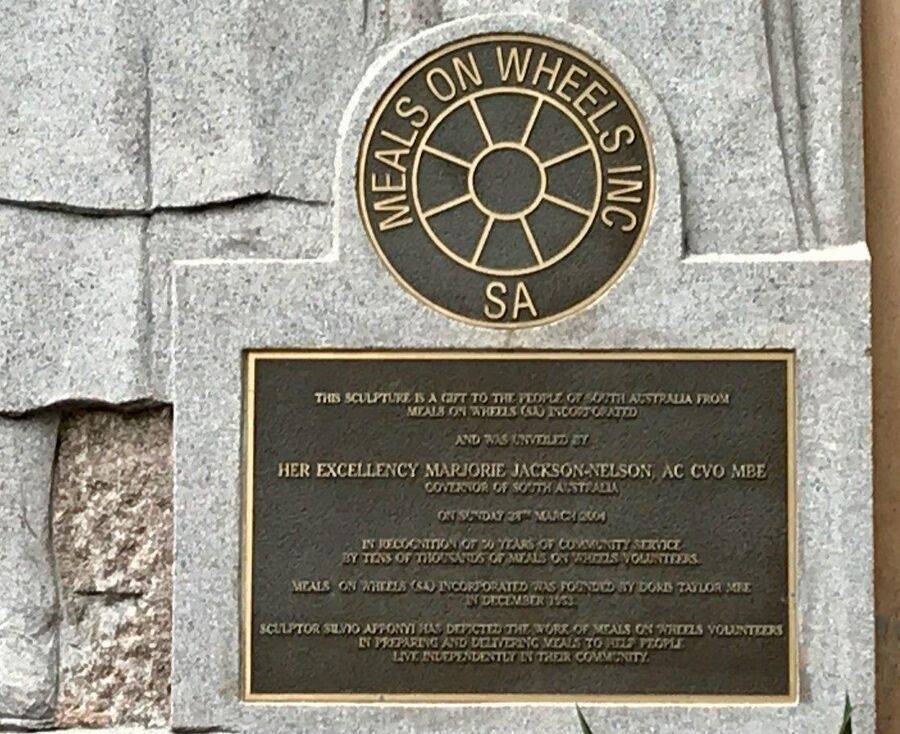 MEALS ON WHEELS INC
SA
THIS SCULPTURE IS A GIFT TO THE PEOPLE OF SOUTH AUSTRALIA FROM
MEALS ON WHEELS (SA) INCORPORATED
AND WAS UNVEILED BY
HER EXCELLENCY MARJORIE JACKSON-NELSON, AC CVO MBE
GOVERNOR OF SOUTH AUSTRALIA
ON SUNDAY 28TH MARCH 2004
IN RECOGNITION OF 50 YEARS OF COMMUNITY SERVICE
BY TENS OF THOUSANDS OF MEALS ON WHEELS VOLUNTEERS.
MEALS ON WHEELS (SA) INCORPORATED WAS FOUNDED BY DORIS TAYLOR MBE
IN DECEMBER 1953.
SCULPTOR SILVIO APPONYI HAS DEPICTED THE WORK OF MEALS ON WHEELS VOLUNTEERS
IN PREPARING AND DELIVERING MEALS TO HELP PEOPLE
LIVE INDEPENDENTLY IN THEIR COMMUNITY.